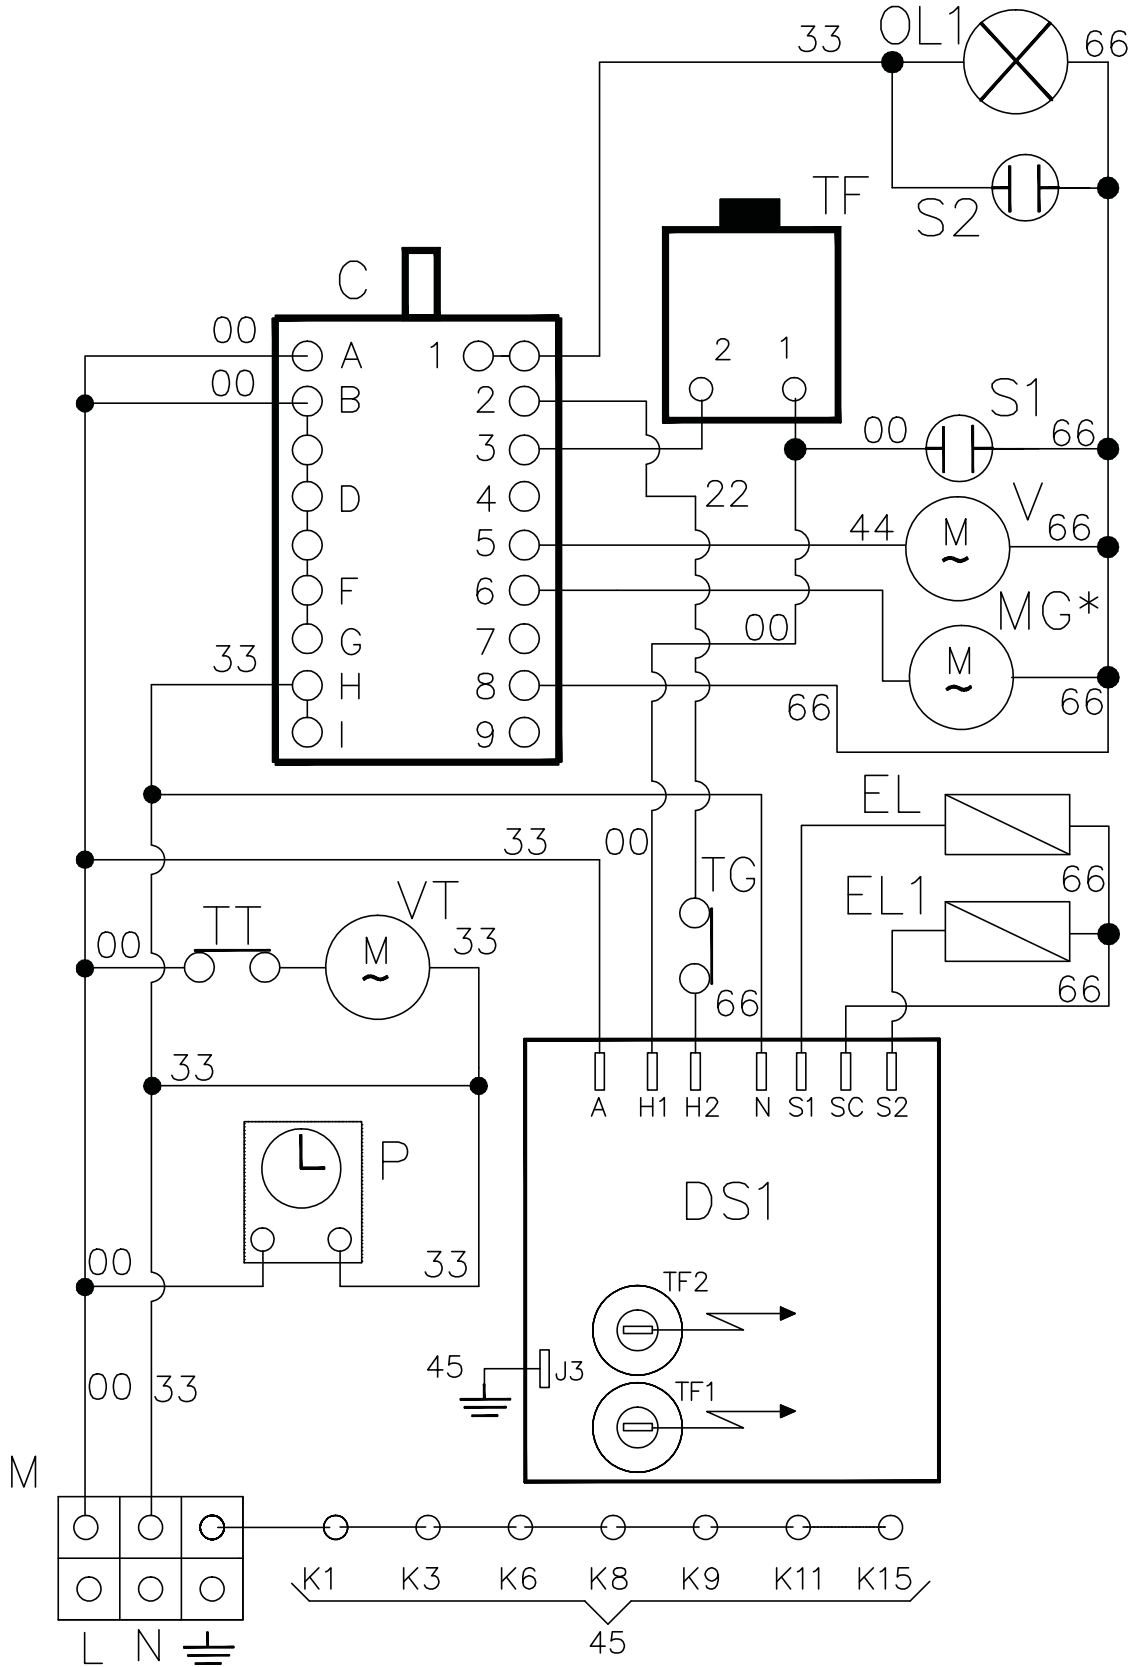 33 OL1 66
TF
S2
C
00
A 1
2 1
00
B 2
S1
3
00 66
D 4
22
V
5
44 M 66
F 6
MG*
G 7
00
33
M
H 8
66 66
I 9
EL
33 00
TG
66
VT
EL1
TT
00 M 33
66
66
33
A H1 H2 N S1 SC S2
P
DS1
00 33
TF2
45 J3
00 33
TF1
M
K1 K3 K6 K8 K9 K11 K15
L N
45